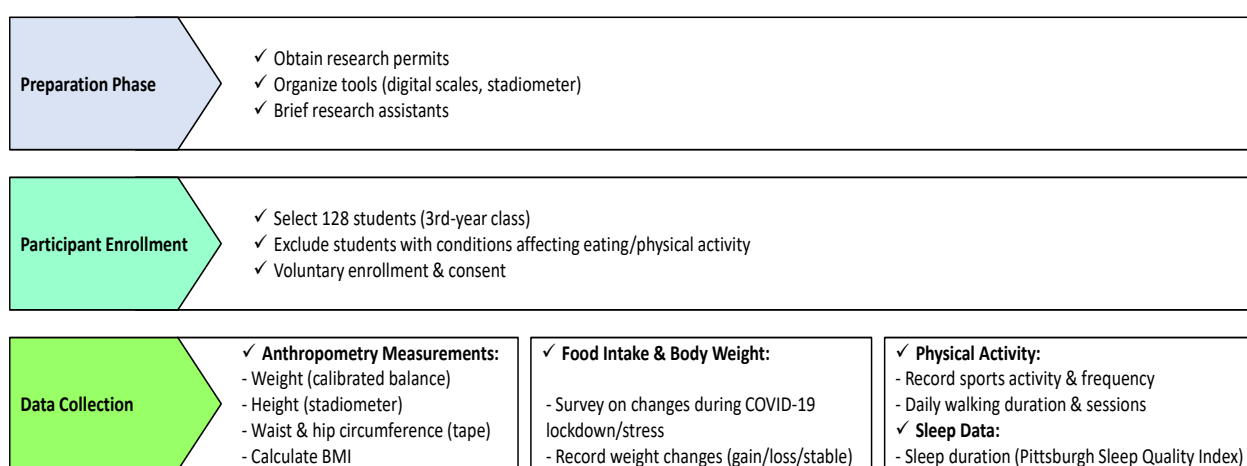 Preparation Phase
✓ Obtain research permits
✓ Organize tools (digital scales, stadiometer)
✓ Brief research assistants
Participant Enrollment
✓ Select 128 students (3rd-year class)
✓ Exclude students with conditions affecting eating/physical activity
✓ Voluntary enrollment & consent
Data Collection
✓ Anthropometry Measurements:
- Weight (calibrated balance)
- Height (stadiometer)
- Waist & hip circumference (tape)
- Calculate BMI
✓ Food Intake & Body Weight:
- Survey on changes during COVID-19
lockdown/stress
- Record weight changes (gain/loss/stable)
✓ Physical Activity:
- Record sports activity & frequency
- Daily walking duration & sessions
✓ Sleep Data:
- Sleep duration (Pittsburgh Sleep Quality Index)